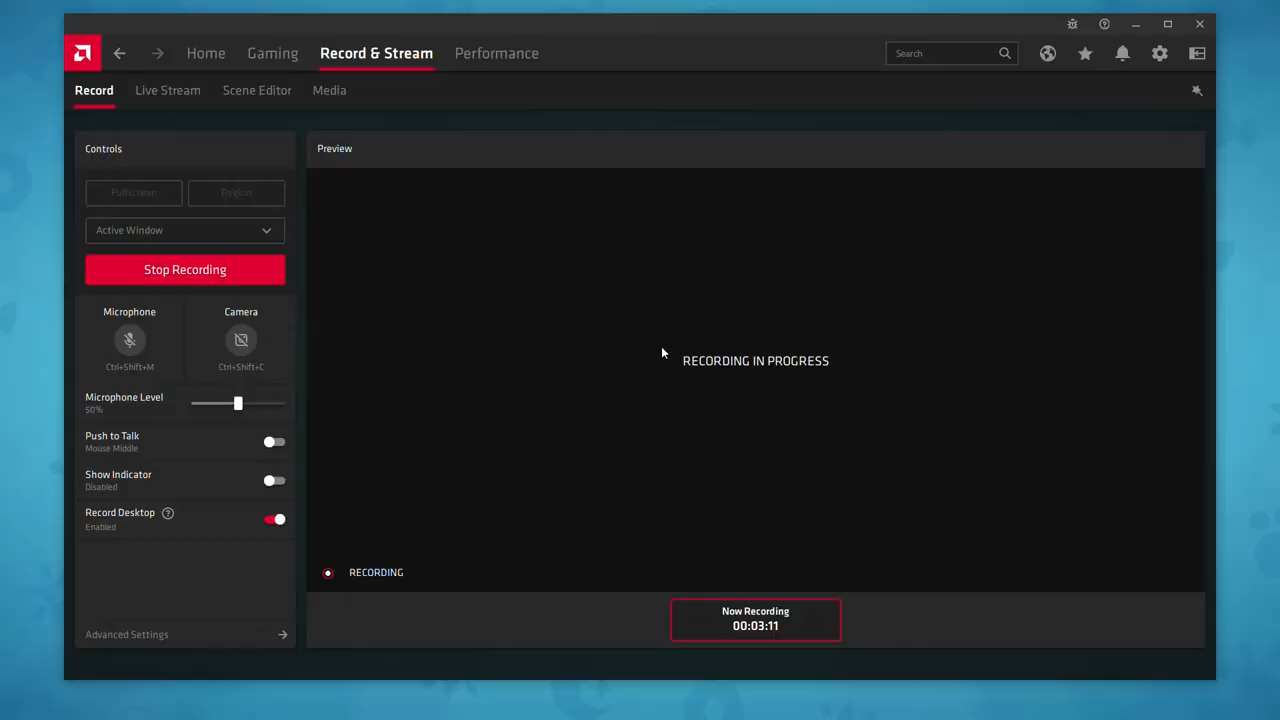 Home Gaming Record & Stream Performance
Search
Record Live Stream Scene Editor Media
Controls
Fullscreen Region
Active Window
Stop Recording
Microphone Camera
Ctrl+Shift+M Ctrl+Shift+C
Microphone Level
50%
Push to Talk
Mouse Middle
Show Indicator
Disabled
Record Desktop
Enabled
Advanced Settings
Preview
RECORDING IN PROGRESS
RECORDING
Now Recording
00:03:11